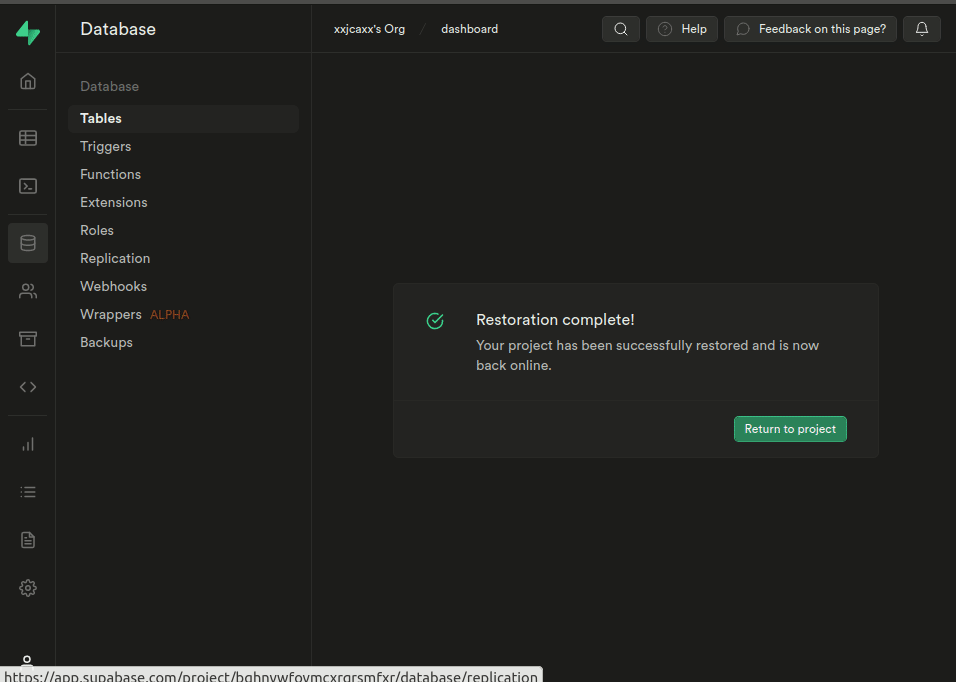 Database
xxjcaxx's Org / dashboard
Help
Feedback on this page?
Database
Tables
Triggers
Functions
Extensions
Roles
Replication
Webhooks
Wrappers ALPHA
Backups
Restoration complete!
Your project has been successfully restored and is now
back online.
Return to project
https://app.supabase.com/project/bghnvwfovmcxrqrsmfxr/database/replication